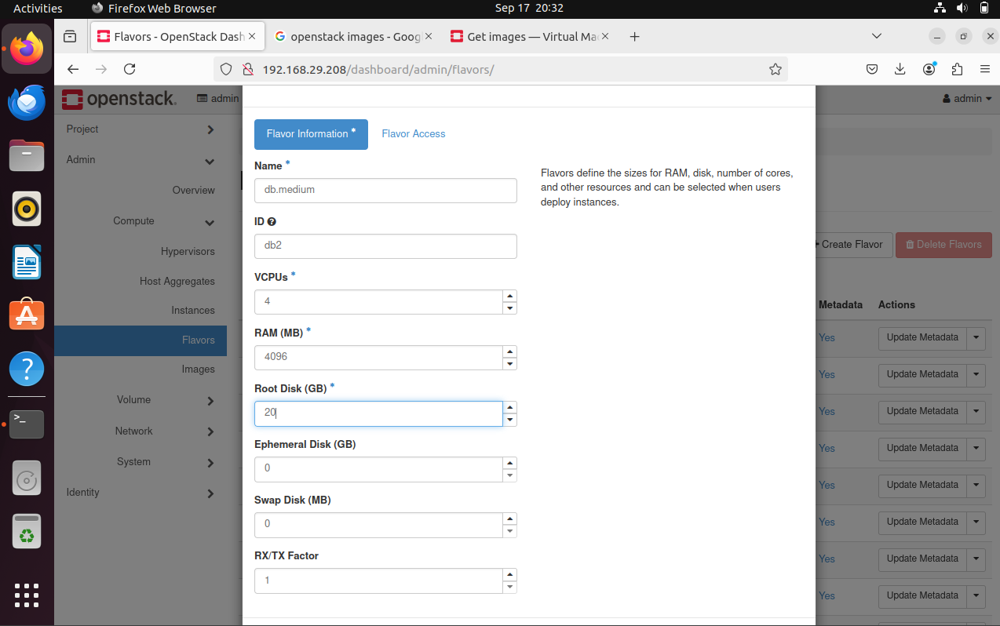 Activities
Firefox Web Browser
Sep 17 20:32
Flavors - OpenStack Dash
openstack images - Goog
Get images — Virtual Ma
192.168.29.208/dashboard/admin/flavors/
openstack.
admin
admin
Project
Admin
Overview
Compute
Hypervisors
Host Aggregates
Instances
Flavors
Images
Volume
Network
System
Identity
Flavor Information *
Flavor Access
Name *
db.medium
ID
db2
VCPUs *
4
RAM (MB) *
4096
Root Disk (GB) *
20
Ephemeral Disk (GB)
0
Swap Disk (MB)
0
RX/TX Factor
1
Flavors define the sizes for RAM, disk, number of cores,
and other resources and can be selected when users
deploy instances.
Create Flavor
Delete Flavors
Metadata Actions
Yes Update Metadata
Yes Update Metadata
Yes Update Metadata
Yes Update Metadata
Yes Update Metadata
Yes Update Metadata
Yes Update Metadata
Yes Update Metadata